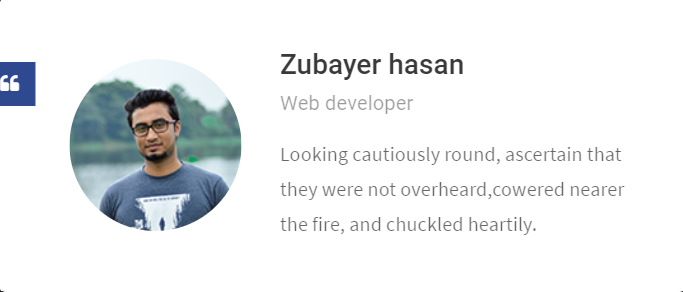 Zubayer hasan
Web developer
Looking cautiously round, ascertain that
they were not overheard,cowered nearer
the fire, and chuckled heartily.